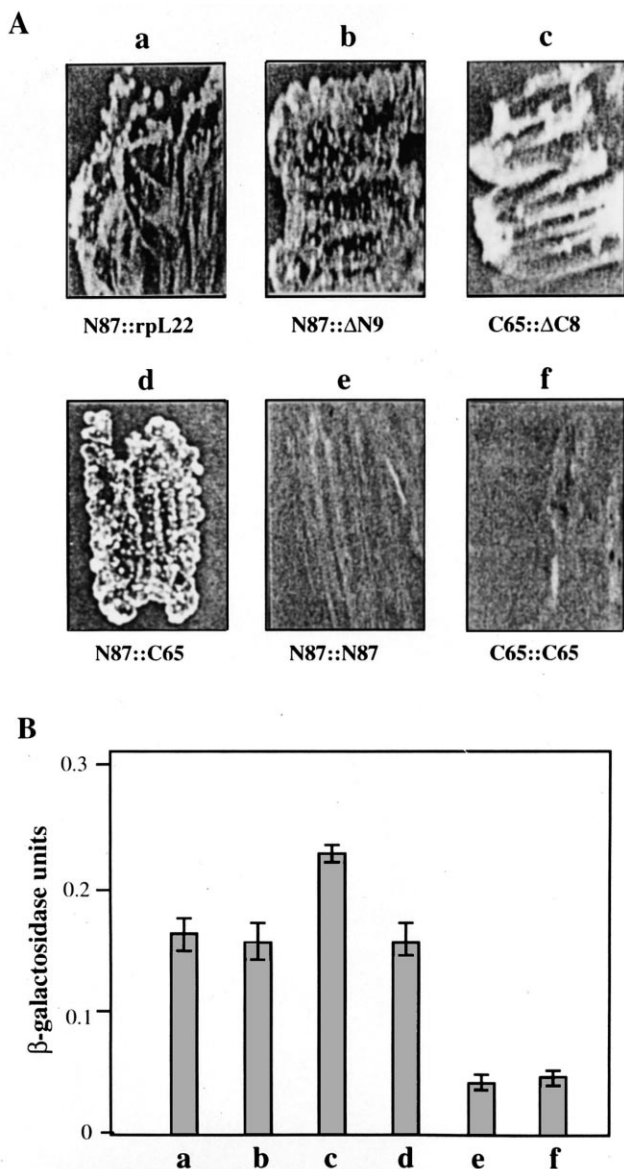 A
a b c
N87::rpL22 N87::ΔN9 C65::ΔC8
d e f
N87::C65 N87::N87 C65::C65
B
β-galactosidase units
0.3
0.2
0.1
0
a b c d e f